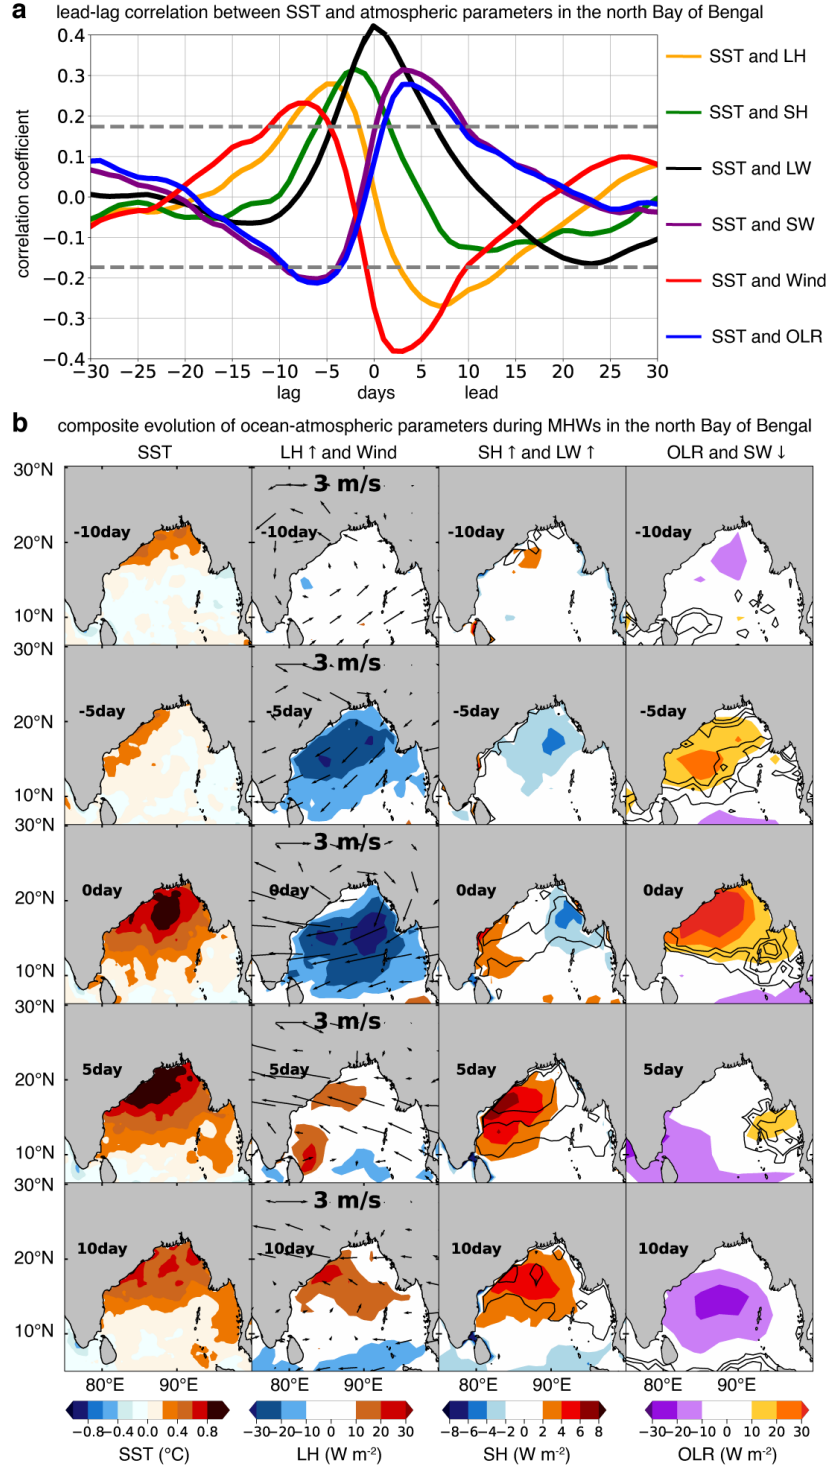 a lead-lag correlation between SST and atmospheric parameters in the north Bay of Bengal
correlation coefficient
0.4
0.3
0.2
0.1
0.0
−0.1
−0.2
−0.3
−0.4
−30 −25 −20 −15 −10 −5 0 5 10 15 20 25 30
lag days lead
SST and LH
SST and SH
SST and LW
SST and SW
SST and Wind
SST and OLR
b composite evolution of ocean-atmospheric parameters during MHWs in the north Bay of Bengal
SST LH ↑ and Wind SH ↑ and LW ↑ OLR and SW ↓
30°N
20°N
10°N
3 m/s
-10day -10day -10day -10day
30°N
20°N
10°N
3 m/s
-5day -5day -5day -5day
30°N
20°N
10°N
3 m/s
0day 0day 0day 0day
30°N
20°N
10°N
3 m/s
5day 5day 5day 5day
30°N
20°N
10°N
3 m/s
10day 10day 10day 10day
80°E 90°E 80°E 90°E 80°E 90°E 80°E 90°E
−0.8 −0.4 0.0 0.4 0.8
SST (°C)
−30 −20 −10 10 20 30
LH (W m-2)
−8 −6 −4 −2 0 2 4 6 8
SH (W m-2)
−30 −20 −10 10 20 30
OLR (W m-2)